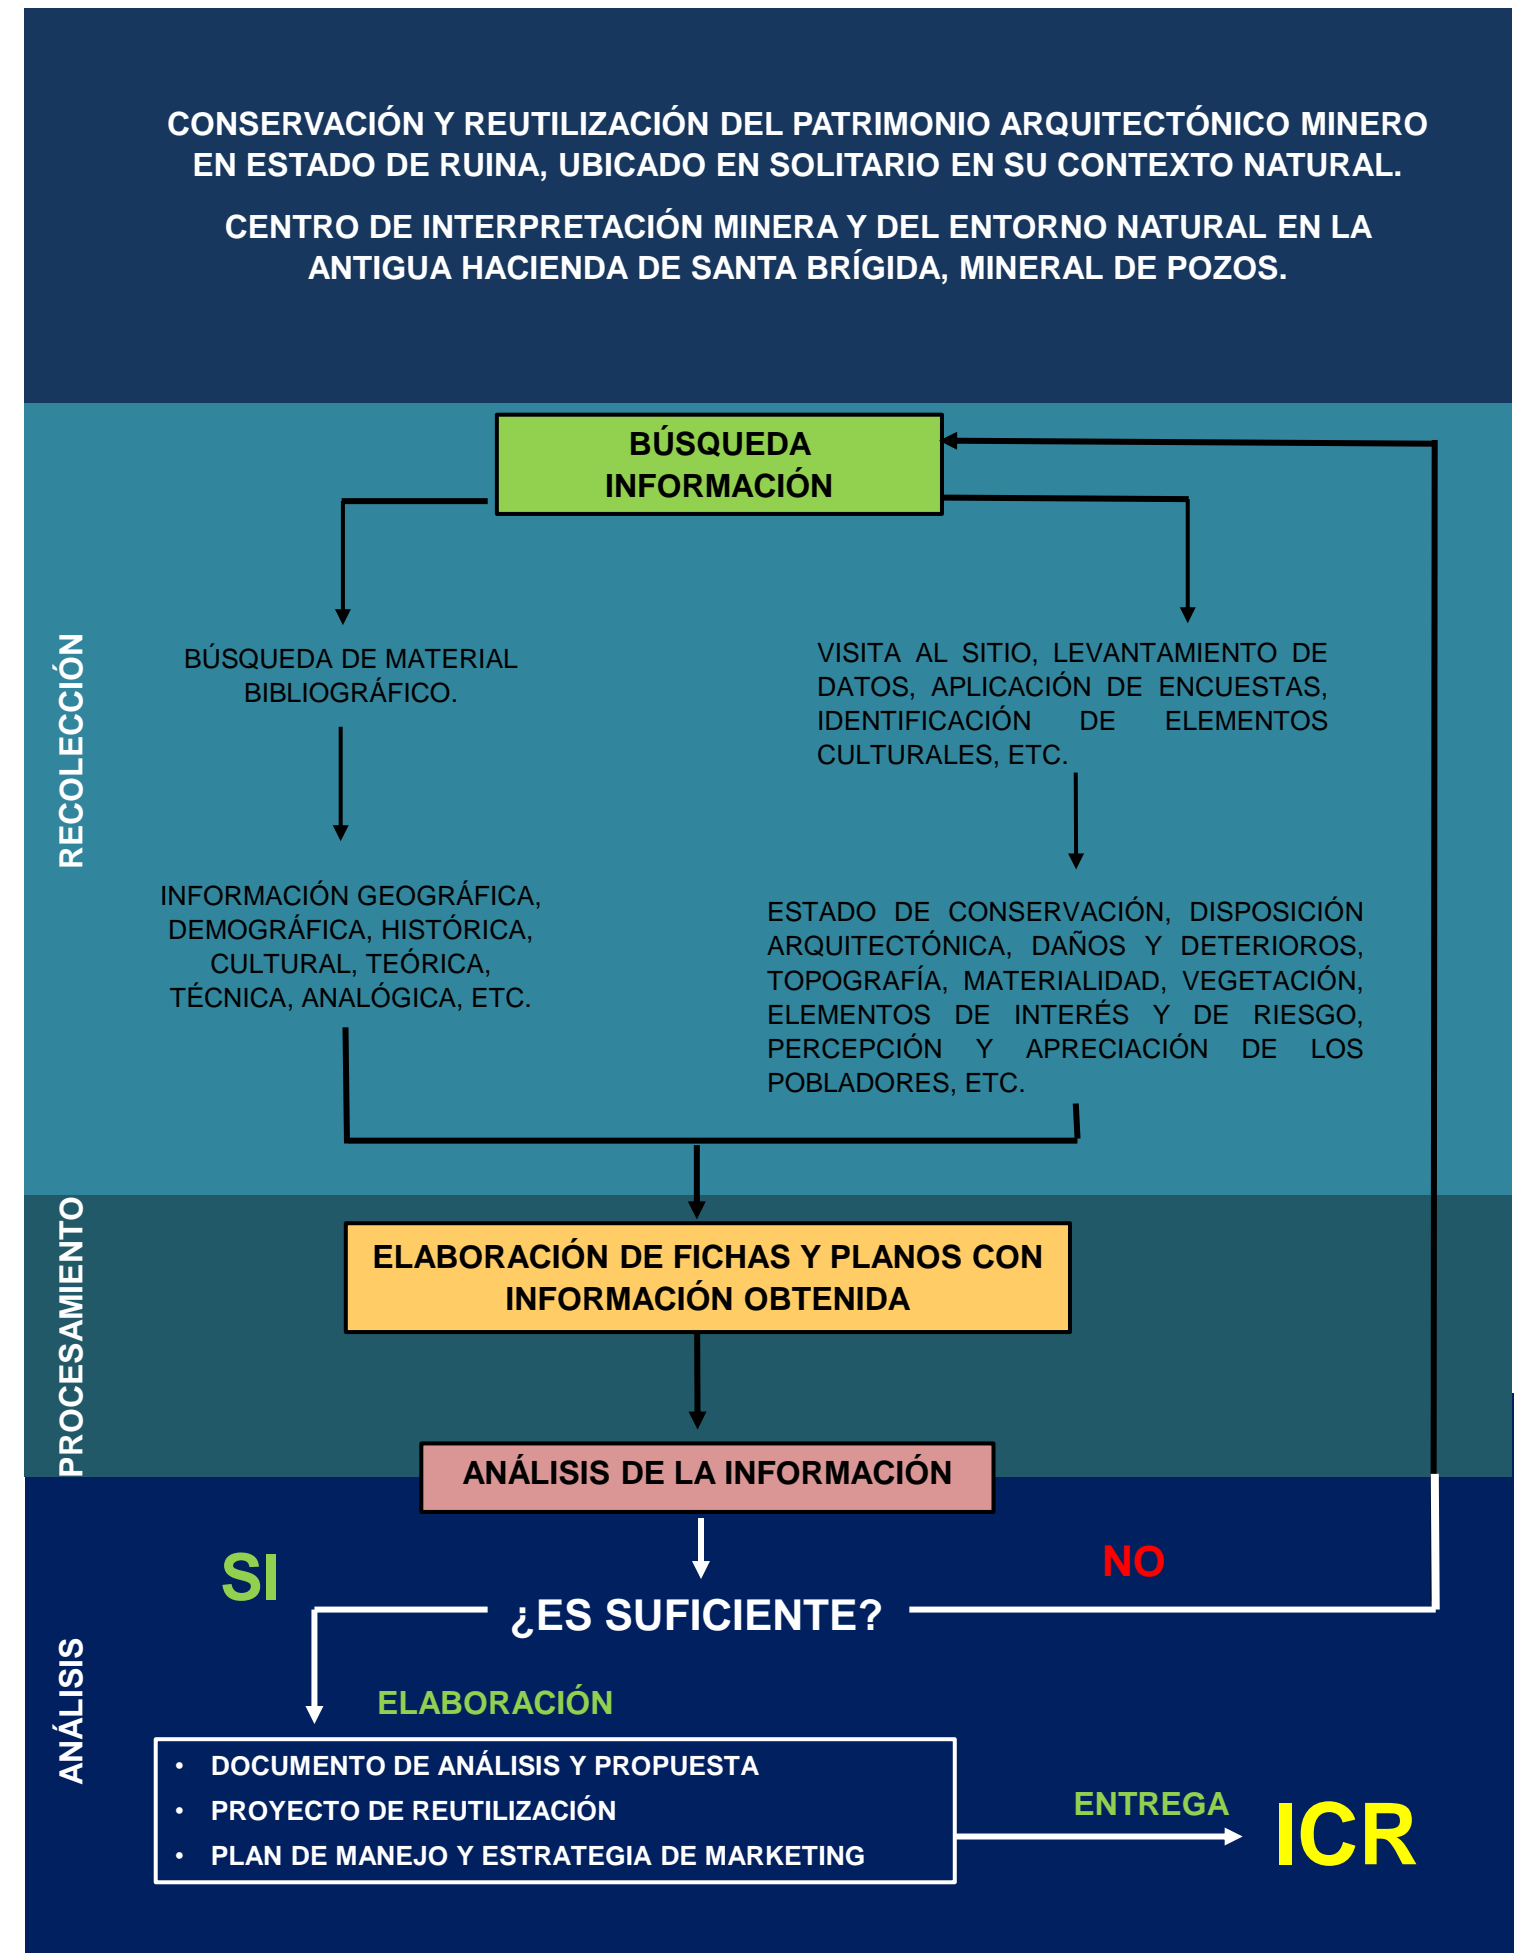 CONSERVACIÓN Y REUTILIZACIÓN DEL PATRIMONIO ARQUITECTÓNICO MINERO
EN ESTADO DE RUINA, UBICADO EN SOLITARIO EN SU CONTEXTO NATURAL.
CENTRO DE INTERPRETACIÓN MINERA Y DEL ENTORNO NATURAL EN LA
ANTIGUA HACIENDA DE SANTA BRÍGIDA, MINERAL DE POZOS.
RECOLECCIÓN
BÚSQUEDA
INFORMACIÓN
BÚSQUEDA DE MATERIAL
BIBLIOGRÁFICO.
VISITA AL SITIO, LEVANTAMIENTO DE
DATOS, APLICACIÓN DE ENCUESTAS,
IDENTIFICACIÓN DE ELEMENTOS
CULTURALES, ETC.
INFORMACIÓN GEOGRÁFICA,
DEMOGRÁFICA, HISTÓRICA,
CULTURAL, TEÓRICA,
TÉCNICA, ANALÓGICA, ETC.
ESTADO DE CONSERVACIÓN, DISPOSICIÓN
ARQUITECTÓNICA, DAÑOS Y DETERIOROS,
TOPOGRAFÍA, MATERIALIDAD, VEGETACIÓN,
ELEMENTOS DE INTERÉS Y DE RIESGO,
PERCEPCIÓN Y APRECIACIÓN DE LOS
POBLADORES, ETC.
PROCESAMIENTO
ELABORACIÓN DE FICHAS Y PLANOS CON
INFORMACIÓN OBTENIDA
ANÁLISIS DE LA INFORMACIÓN
ANÁLISIS
SI
NO
¿ES SUFICIENTE?
ELABORACIÓN
• DOCUMENTO DE ANÁLISIS Y PROPUESTA
• PROYECTO DE REUTILIZACIÓN
• PLAN DE MANEJO Y ESTRATEGIA DE MARKETING
ENTREGA
ICR